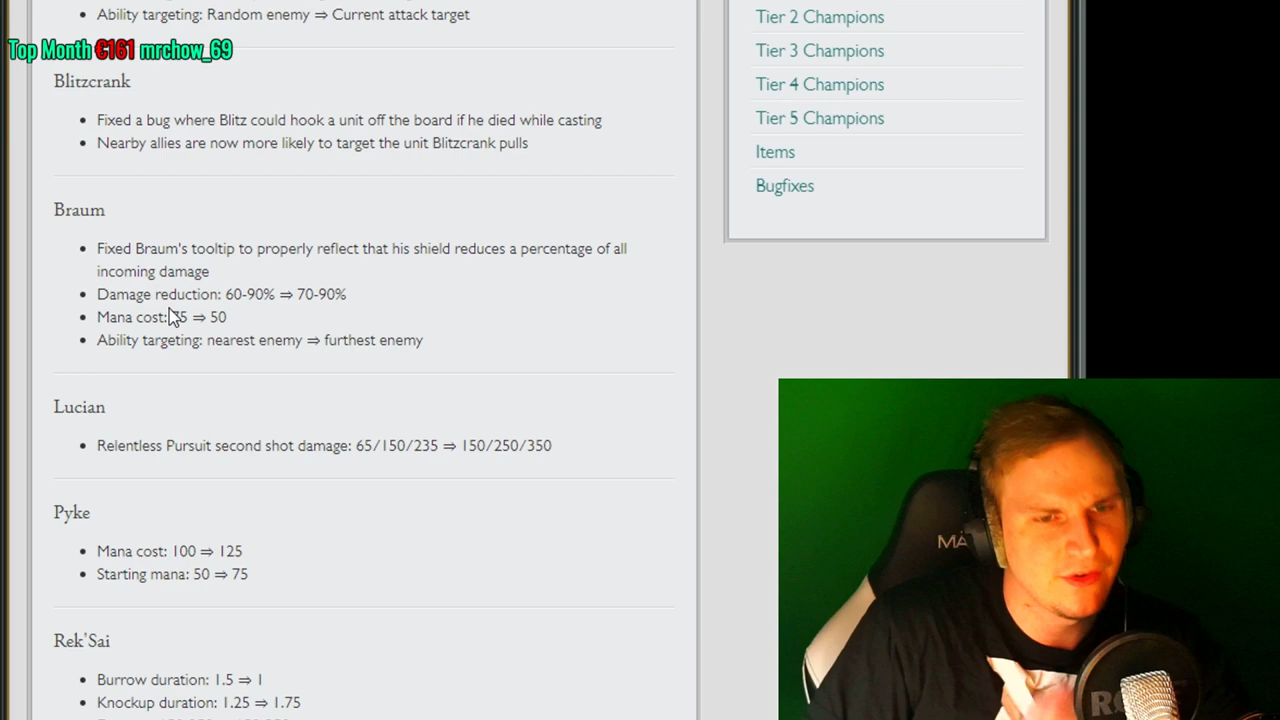 Ability targeting: Random enemy ⇒ Current attack target
Top Month €161 mrchow_69
Blitzcrank
Fixed a bug where Blitz could hook a unit off the board if he died while casting
Nearby allies are now more likely to target the unit Blitzcrank pulls
Braum
Fixed Braum's tooltip to properly reflect that his shield reduces a percentage of all
incoming damage
Damage reduction: 60-90% ⇒ 70-90%
Mana cost: ⇒ 50
Ability targeting: nearest enemy ⇒ furthest enemy
Lucian
Relentless Pursuit second shot damage: 65/150/235 ⇒ 150/250/350
Pyke
Mana cost: 100 ⇒ 125
Starting mana: 50 ⇒ 75
Rek'Sai
Burrow duration: 1.5 ⇒ 1
Knockup duration: 1.25 ⇒ 1.75
Tier 2 Champions
Tier 3 Champions
Tier 4 Champions
Tier 5 Champions
Items
Bugfixes